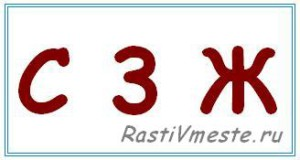 С З Ж
RastiVmeste.ru